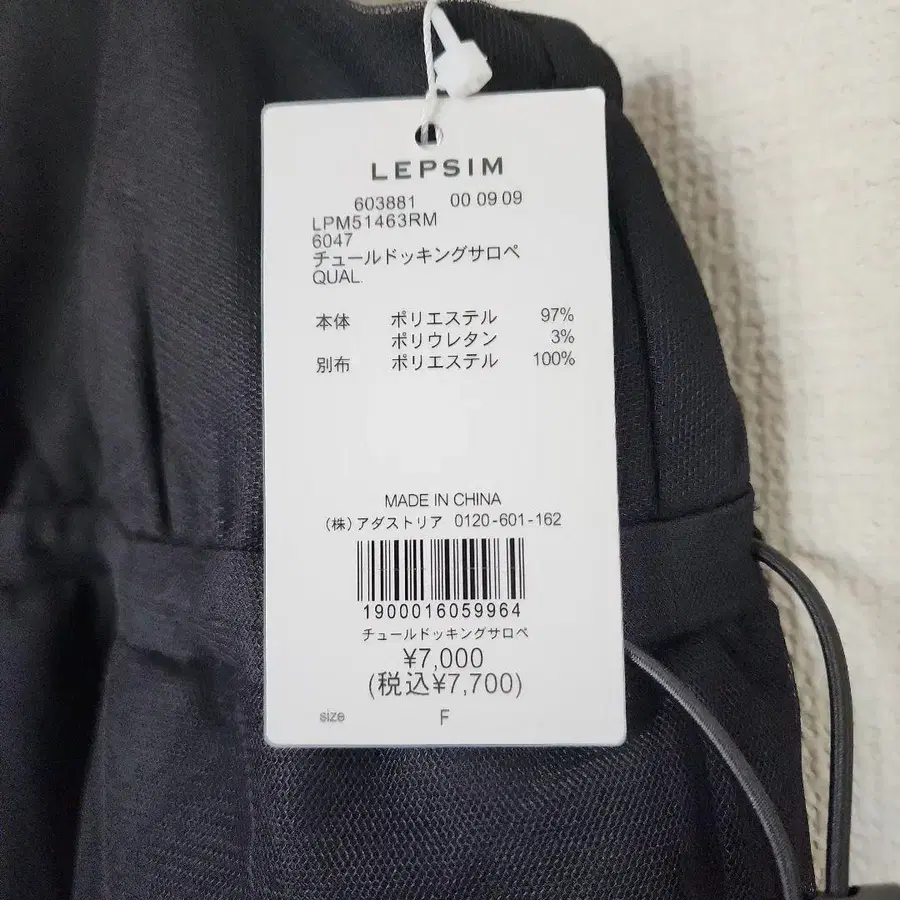 LEPSIM
603881 00 09 09
LPM51463RM
6047
チュールドッキングサロペ
QUAL.
本体 ポリエステル 97%
ポリウレタン 3%
別布 ポリエステル 100%
MADE IN CHINA
(株)アダストリア 0120-601-162
1900016059964
チュールドッキングサロペ
¥7,000
(税込¥7,700)
size F